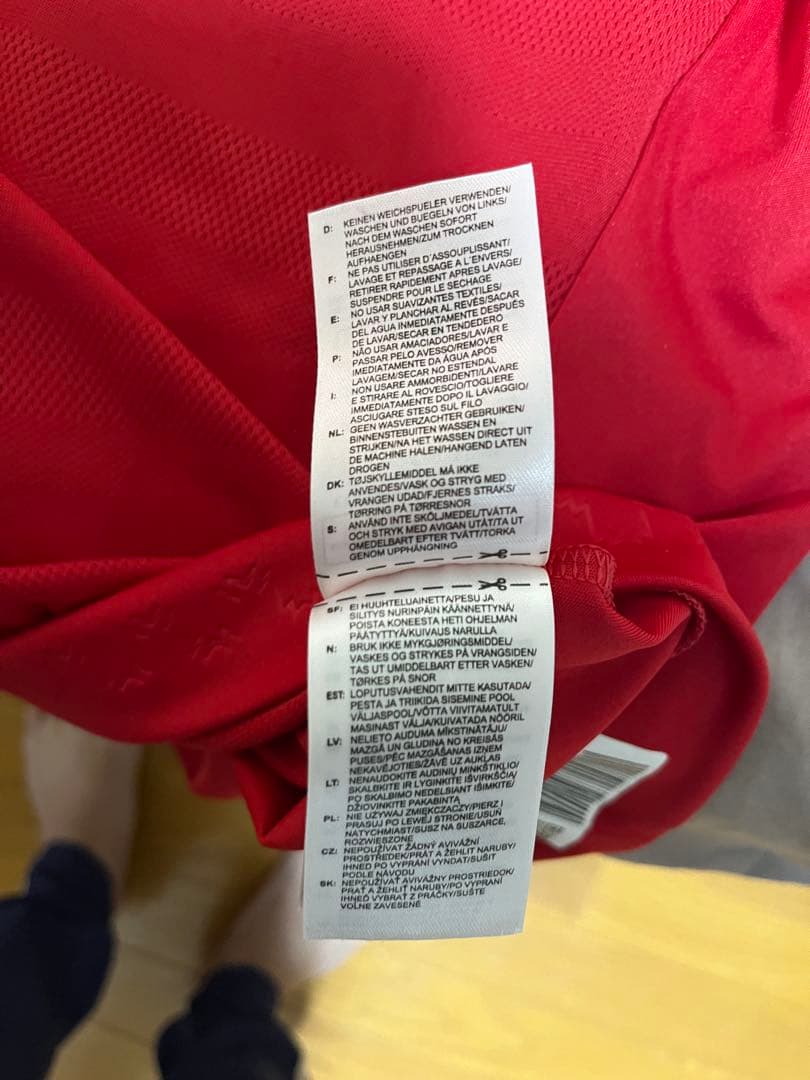 D: KEINEN WEICHSPUELER VERWENDEN/
WASCHEN UND BUEGELN VON LINKS/
NACH DEM WASCHEN SOFORT
HERAUSNEHMEN/ZUM TROCKNEN
AUFHAENGEN
F: NE PAS UTILISER D´ASSOUPLISSANT/
LAVAGE ET REPASSAGE A L´ENVERS/
RETIRER RAPIDEMENT APRES LAVAGE/
SUSPENDRE POUR LE SECHAGE
E: NO USAR SUAVIZANTES TEXTILES/
LAVAR Y PLANCHAR AL REVÉS/SACAR
DEL AGUA IMMEDIATAMENTE DESPUÉS
DE LAVAR/SECAR EN TENDEDERO
P: NÃO USAR AMACIADORES/LAVAR E
PASSAR PELO AVESSO/REMOVER
IMEDIATAMENTE DA ÁGUA APÓS
LAVAGEM/SECAR NO ESTENDAL
I: NON USARE AMMORBIDENTI/LAVARE
E STIRARE AL ROVESCIO/TOGLIERE
IMMEDIATAMENTE DOPO IL LAVAGGIO/
ASCIUGARE STESO SUL FILO
NL: GEEN WASVERZACHTER GEBRUIKEN/
BINNENSTEBUITEN WASSEN EN
STRIJKEN/NA HET WASSEN DIRECT UIT
DE MACHINE HALEN/HANGEND LATEN
DROGEN
DK: TØJSKYLLEMIDDEL MÅ IKKE
ANVENDES/VASK OG STRYG MED
VRANGEN UDAD/FJERNES STRAKS/
TØRRING PÅ TØRRESNOR
S: ANVÄND INTE SKÖLJMEDEL/TVÄTTA
OCH STRYK MED AVIGAN UTÅT/TA UT
OMEDELBART EFTER TVÄTT/TORKA
GENOM UPPHÄNGNING
SF: EI HUUHTELUAINETTA/PESU JA
SILITYS NURINPÄIN KÄÄNNETTYNÄ/
POISTA KONEESTA HETI OHJELMAN
PÄÄTYTTYÄ/KUIVAUS NARULLA
N: BRUK IKKE MYKGJØRINGSMIDDEL/
VASKES OG STRYKES PÅ VRANGSIDEN/
TAS UT UMIDDELBART ETTER VASKEN/
TØRKES PÅ SNOR
EST: LOPUTUSVAHENDIT MITTE KASUTADA/
PESTA JA TRIIKIDA SISEMINE POOL
VÄLJASPOOL/VÕTTA VIIVITAMATULT
MASINAST VÄLJA/KUIVATADA NÖÖRIL
LV: NELIETO AUDUMA MĪKSTINĀTĀJU/
MAZGĀ UN GLUDINA NO KREISĀS
PUSES/PĒC MAZGĀŠANAS IZŅEM
NEKAVĒJOTIES/ŽĀVĒ UZ AUKLAS
LT: NENAUDOKITE AUDINIŲ MINKŠTIKLIO/
SKALBKITE IR LYGINKITE IŠVIRKŠČIĄ/
PO SKALBIMO NEDELSIANT IŠIMKITE/
DŽIOVINKITE PAKABINTĄ
PL: NIE UŻYWAJ ZMIĘKCZACZY/PIERZ I
PRASUJ PO LEWEJ STRONIE/USUŃ
NATYCHMIAST/SUSZ NA SUSZARCE,
ROZWIESZONE
CZ: NEPOUŽÍVAT ŽÁDNÝ AVIVÁŽNÍ
PROSTŘEDEK/PRÁT A ŽEHLIT NARUBY/
IHNED PO VYPRÁNÍ VYNDAT/SUŠIT
PODLE NÁVODU
SK: NEPOUŽÍVAŤ AVIVÁŽNY PROSTRIEDOK/
PRAŤ A ŽEHLIŤ NARUBY/PO VYPRANÍ
IHNEĎ VYBRAŤ Z PRÁČKY/SUŠTE
VOĽNE ZAVESENÉ